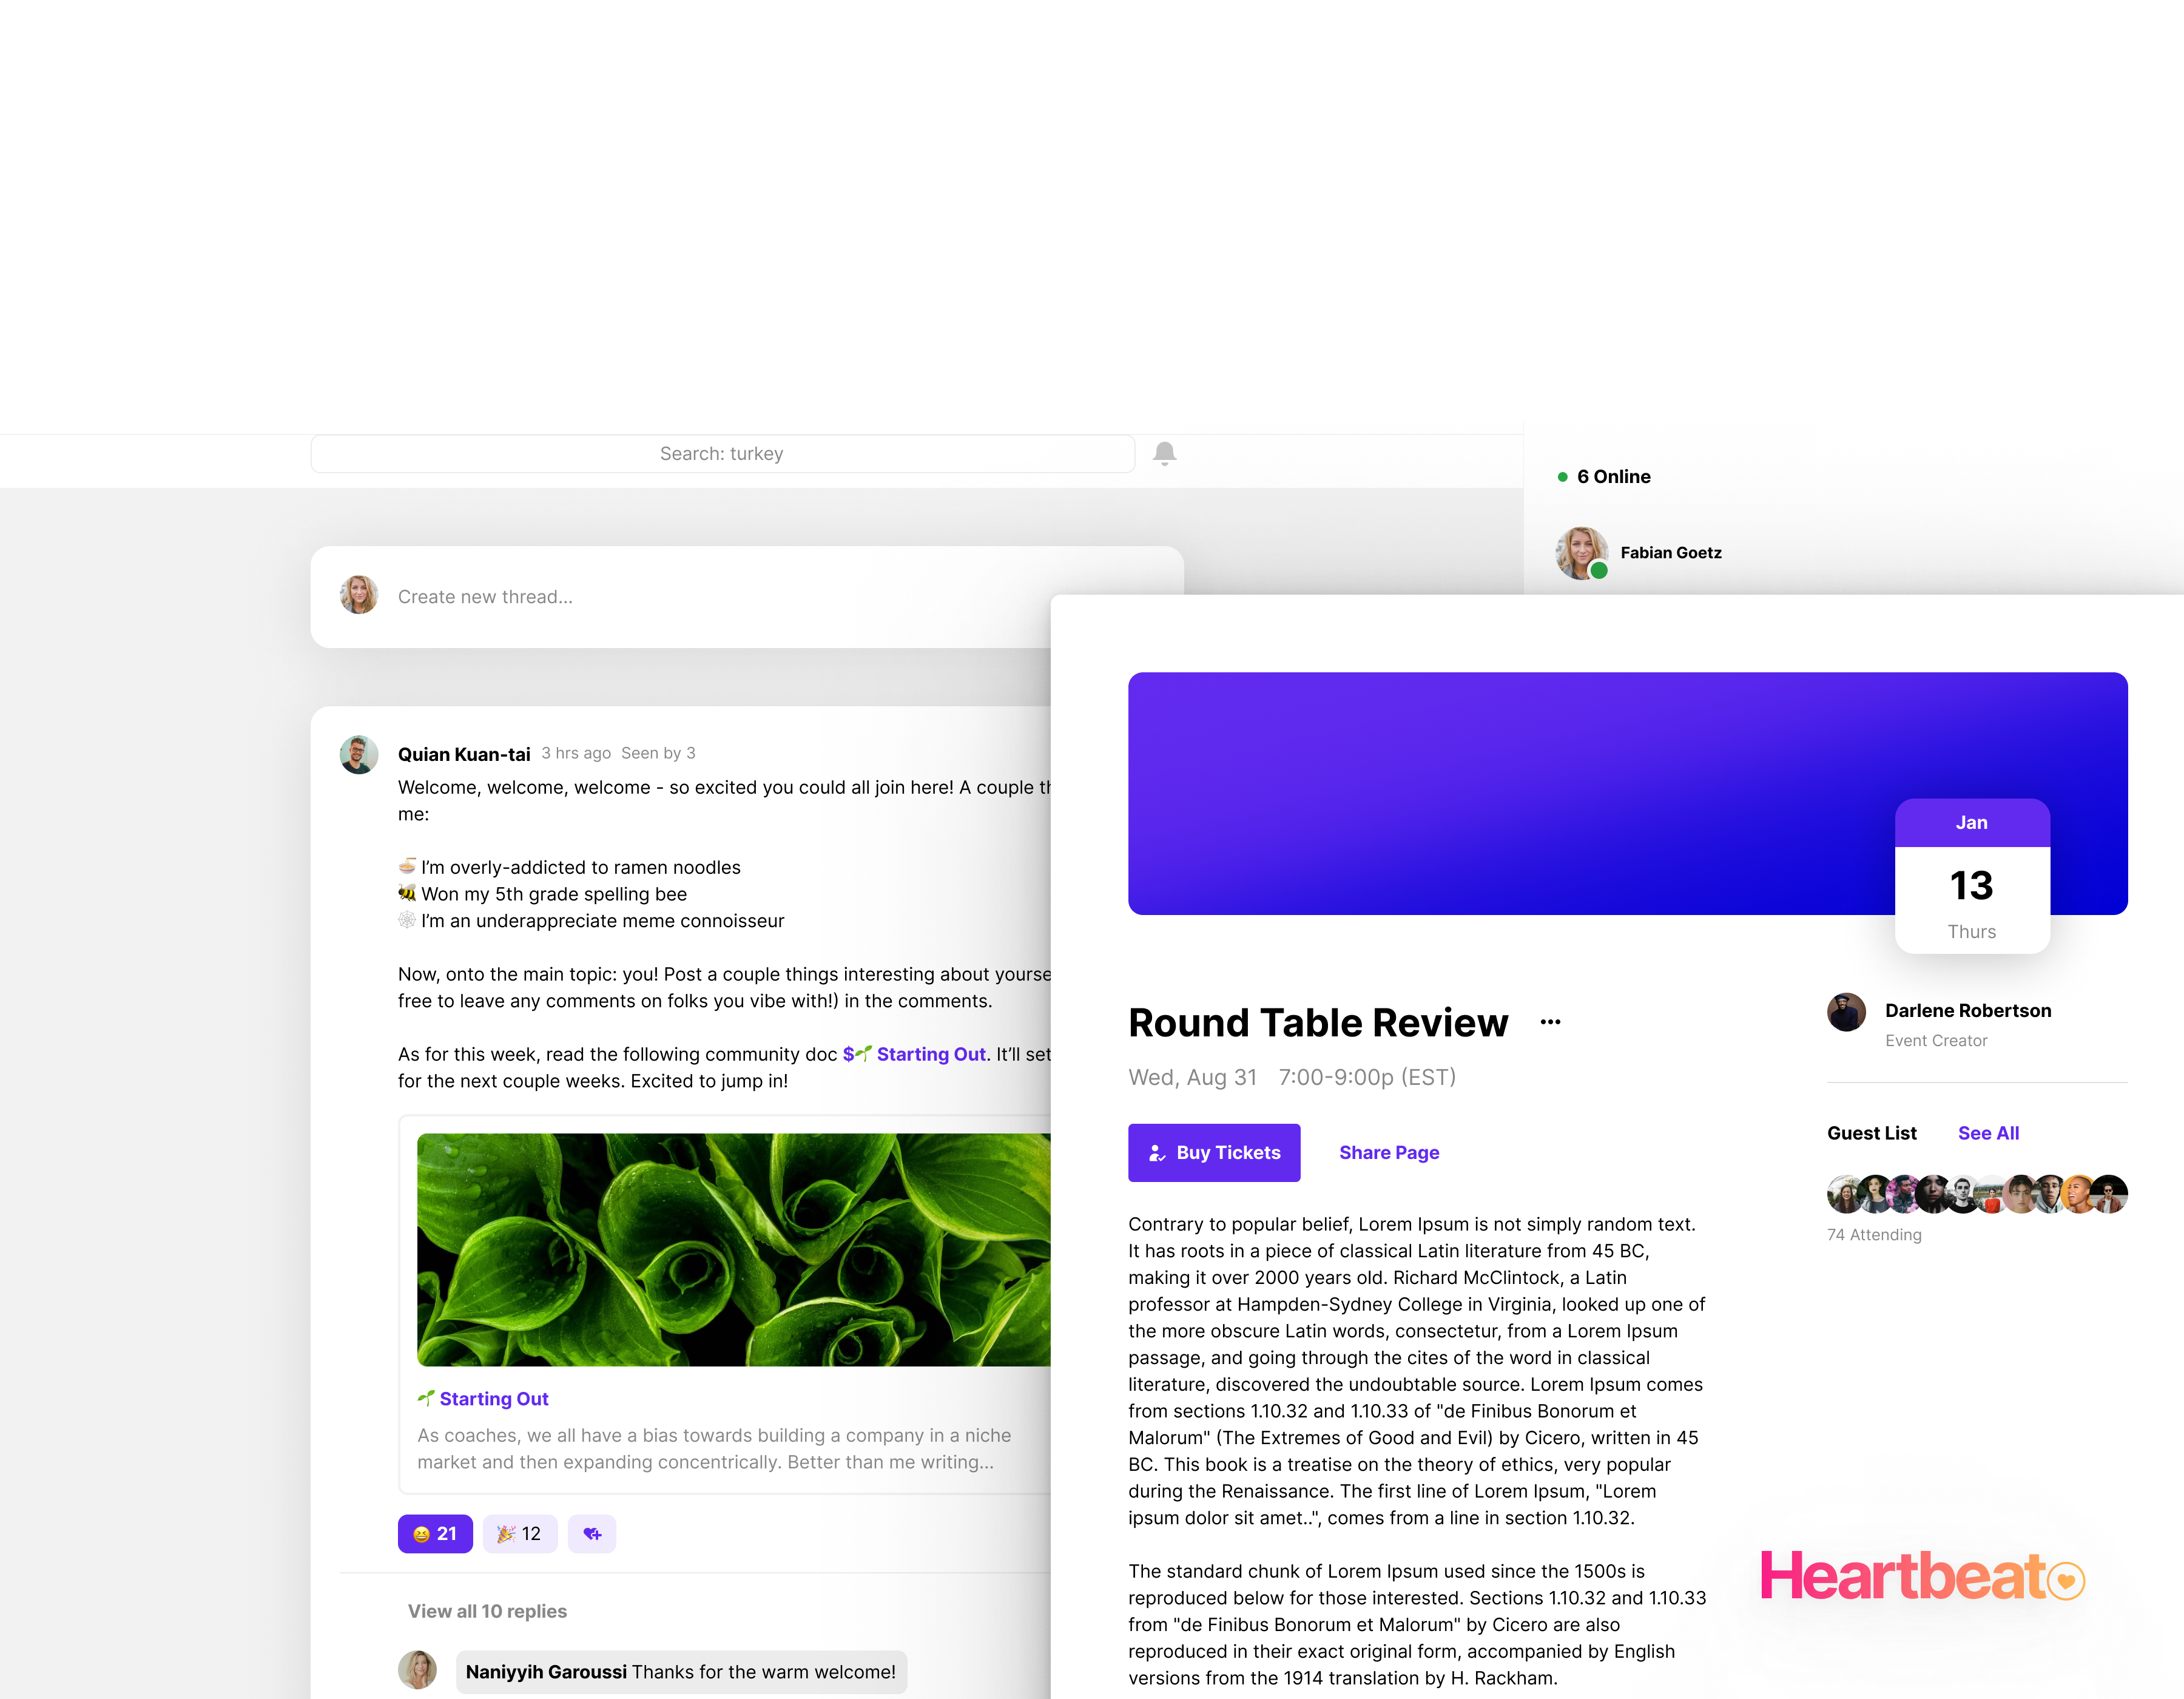 Search: turkey
6 Online
Fabian Goetz
Create new thread...
Quian Kuan-tai 3 hrs ago Seen by 3
Welcome, welcome, welcome - so excited you could all join here! A couple
me:
🍜 I'm overly-addicted to ramen noodles
🐝 Won my 5th grade spelling bee
🕸 I'm an underappreciate meme connoisseur
Now, onto the main topic: you! Post a couple things interesting about
free to leave any comments on folks you vibe with!) in the comments.
As for this week, read the following community doc $🌱 Starting Out. It'll set
for the next couple weeks. Excited to jump in!
🌱 Starting Out
As coaches, we all have a bias towards building a company in a niche
market and then expanding concentrically. Better than me writing...
😆 21 🎉 12
View all 10 replies
Naniyyih Garoussi Thanks for the warm welcome!
Jan
13
Thurs
Round Table Review ...
Wed, Aug 31 7:00-9:00p (EST)
Buy Tickets Share Page
Contrary to popular belief, Lorem Ipsum is not simply random text.
It has roots in a piece of classical Latin literature from 45 BC,
making it over 2000 years old. Richard McClintock, a Latin
professor at Hampden-Sydney College in Virginia, looked up one of
the more obscure Latin words, consectetur, from a Lorem Ipsum
passage, and going through the cites of the word in classical
literature, discovered the undoubtable source. Lorem Ipsum comes
from sections 1.10.32 and 1.10.33 of "de Finibus Bonorum et
Malorum" (The Extremes of Good and Evil) by Cicero, written in 45
BC. This book is a treatise on the theory of ethics, very popular
during the Renaissance. The first line of Lorem Ipsum, "Lorem
ipsum dolor sit amet..", comes from a line in section 1.10.32.
The standard chunk of Lorem Ipsum used since the 1500s is
reproduced below for those interested. Sections 1.10.32 and 1.10.33
from "de Finibus Bonorum et Malorum" by Cicero are also
reproduced in their exact original form, accompanied by English
versions from the 1914 translation by H. Rackham.
Darlene Robertson
Event Creator
Guest List See All
74 Attending
Heartbeat